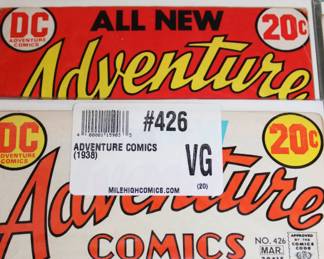 DC
ADVENTURE
COMICS
ALL NEW
20¢
Adventure
DC
ADVENTURE
COMICS
#426
ADVENTURE COMICS
(1938)
VG
MILEHIGHCOMICS.COM
(20)
20¢
Adventure
COMICS
NO. 426
MAR.
APPROVED
BY THE
COMICS
CODE